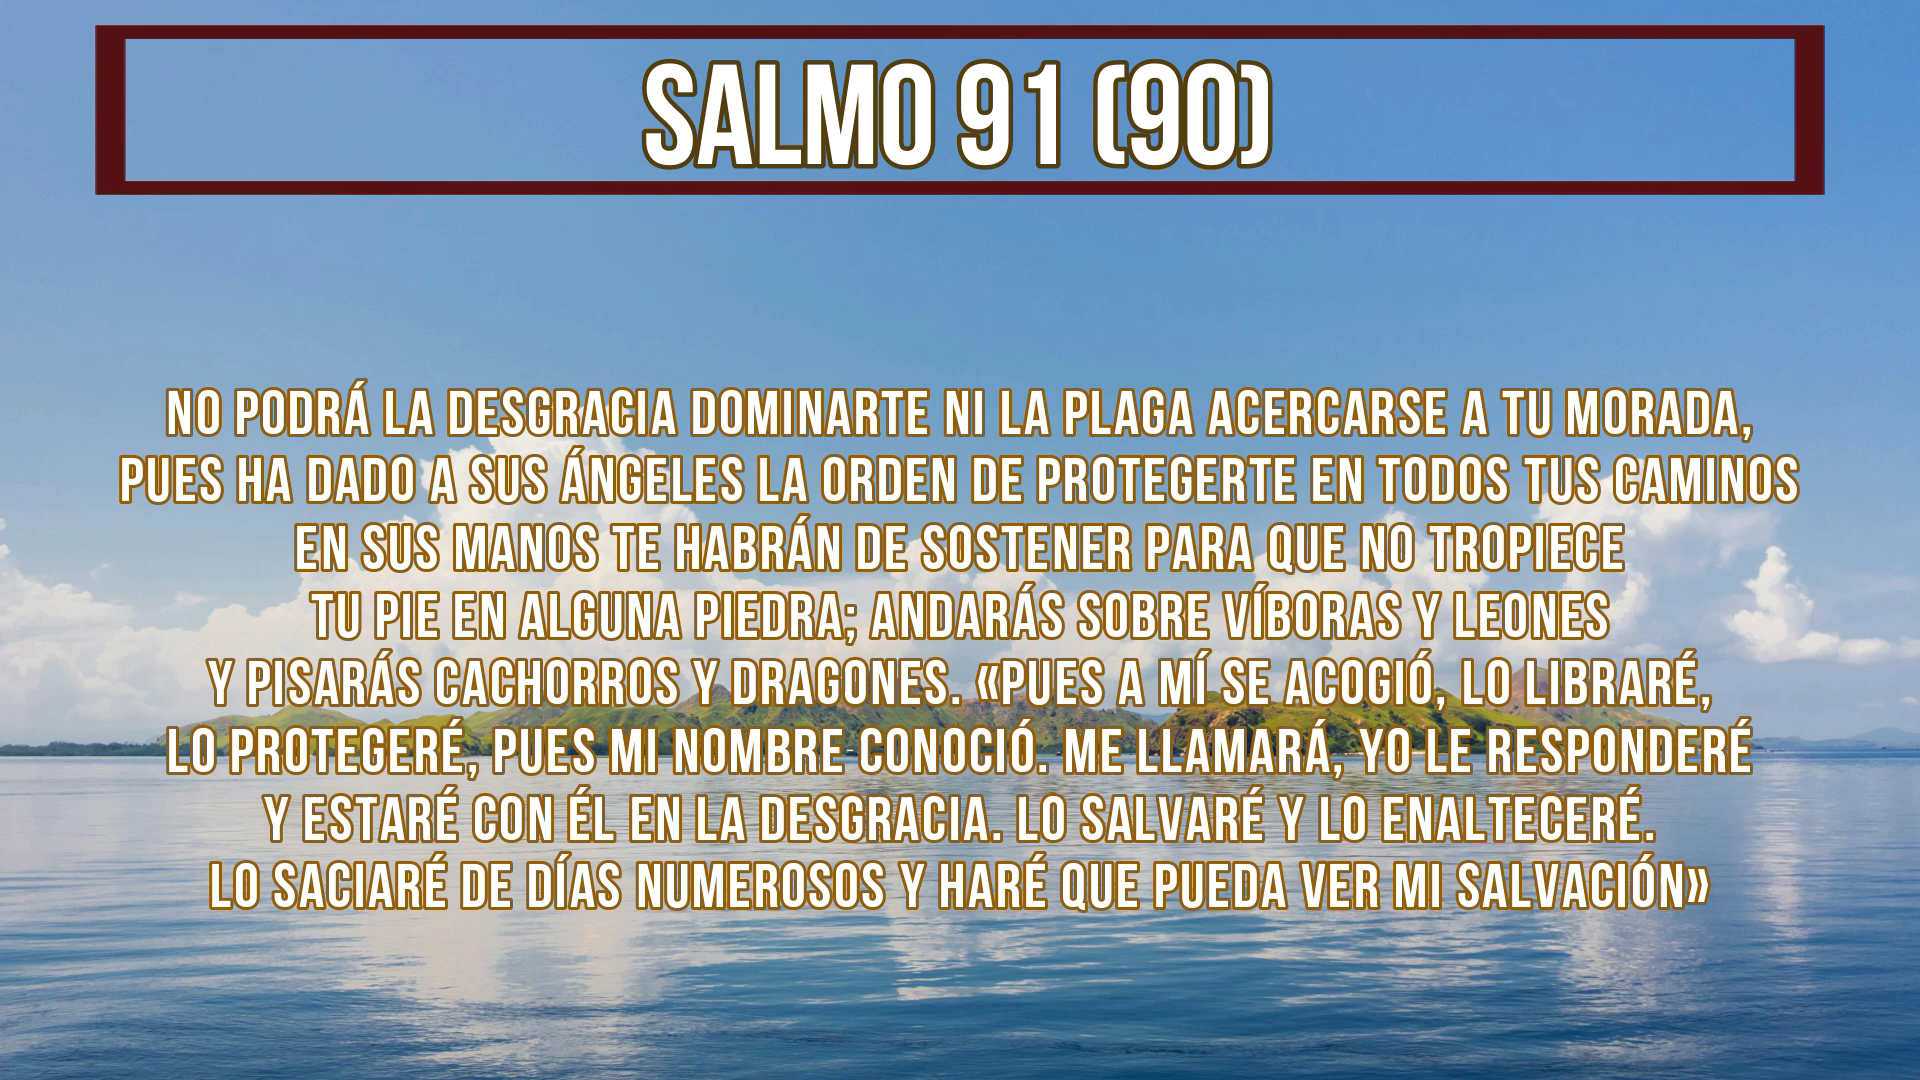 SALMO 91 (90)
NO PODRÁ LA DESGRACIA DOMINARTE NI LA PLAGA ACERCARSE A TU MORADA,
PUES HA DADO A SUS ÁNGELES LA ORDEN DE PROTEGERTE EN TODOS TUS CAMINOS
EN SUS MANOS TE HABRÁN DE SOSTENER PARA QUE NO TROPIECE
TU PIE EN ALGUNA PIEDRA; ANDARÁS SOBRE VÍBORAS Y LEONES
Y PISARÁS CACHORROS Y DRAGONES. «PUES A MÍ SE ACOGIÓ, LO LIBRARÉ,
LO PROTEGERÉ, PUES MI NOMBRE CONOCIÓ. ME LLAMARÁ, YO LE RESPONDERÉ
Y ESTARÉ CON ÉL EN LA DESGRACIA. LO SALVARÉ Y LO ENALTECERÉ.
LO SACIARÉ DE DÍAS NUMEROSOS Y HARÉ QUE PUEDA VER MI SALVACIÓN»